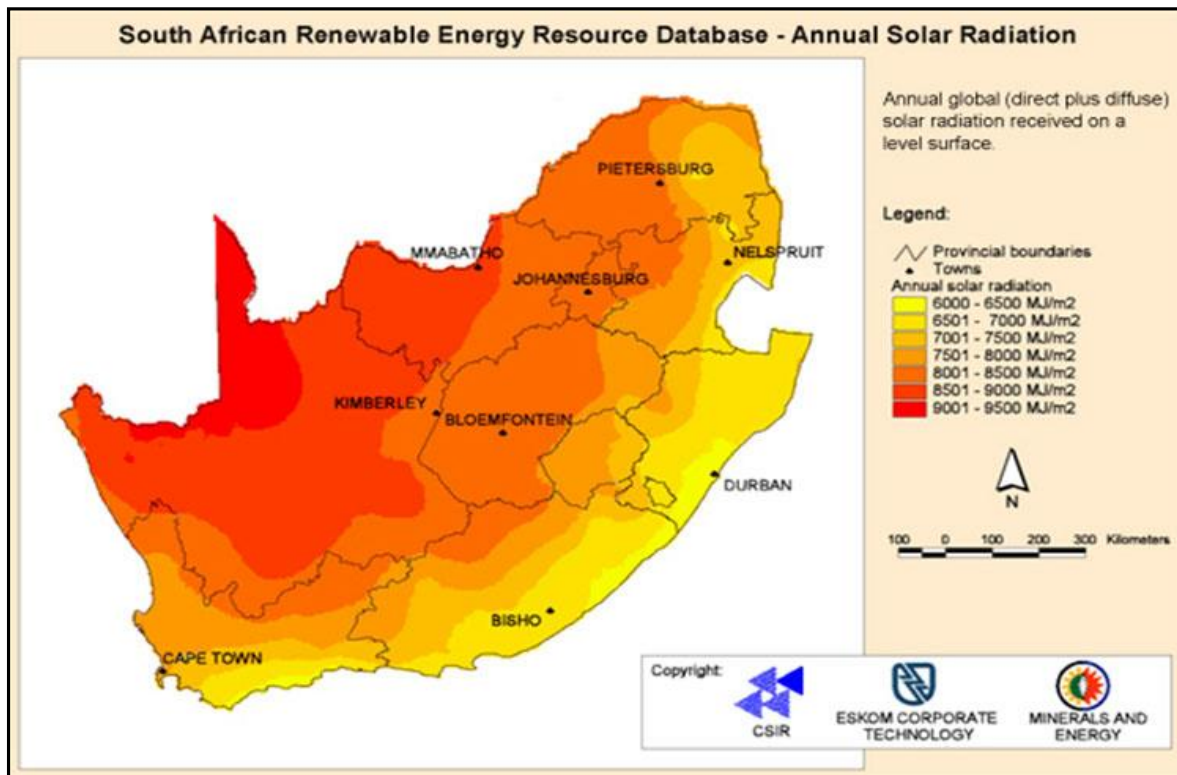 South African Renewable Energy Resource Database - Annual Solar Radiation
Annual global (direct plus diffuse)
solar radiation received on a
level surface.
PIETERSBURG
Legend:
MMABATHO
NELSPRUIT
Provincial boundaries
Towns
JOHANNESBURG
Annual solar radiation
6000 - 6500 MJ/m2
6501 - 7000 MJ/m2
7001 - 7500 MJ/m2
7501 - 8000 MJ/m2
8001 - 8500 MJ/m2
8501 - 9000 MJ/m2
9001 - 9500 MJ/m2
KIMBERLEY
BLOEMFONTEIN
DURBAN
N
100 0 100 200 300 Kilometers
BISHO
CAPE TOWN
Copyright:
CSIR
ESKOM CORPORATE
TECHNOLOGY
MINERALS AND
ENERGY